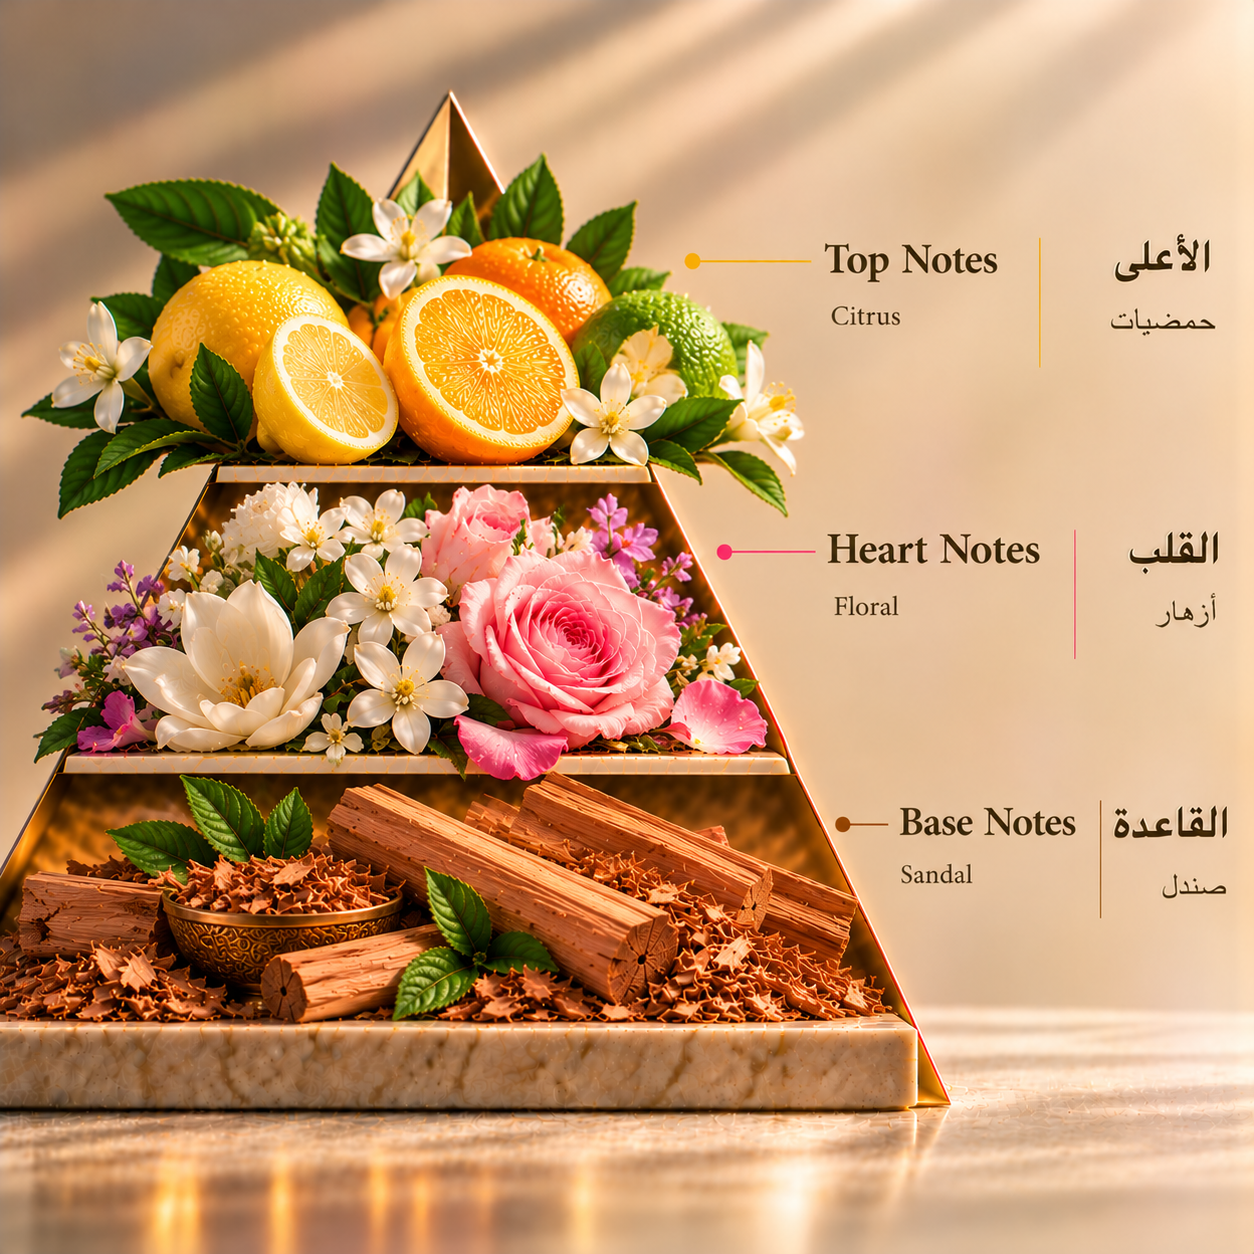 Top Notes
الأعلى
Citrus
حمضيات
Heart Notes
القلب
Floral
أزهار
Base Notes
القاعدة
Sandal
صندل